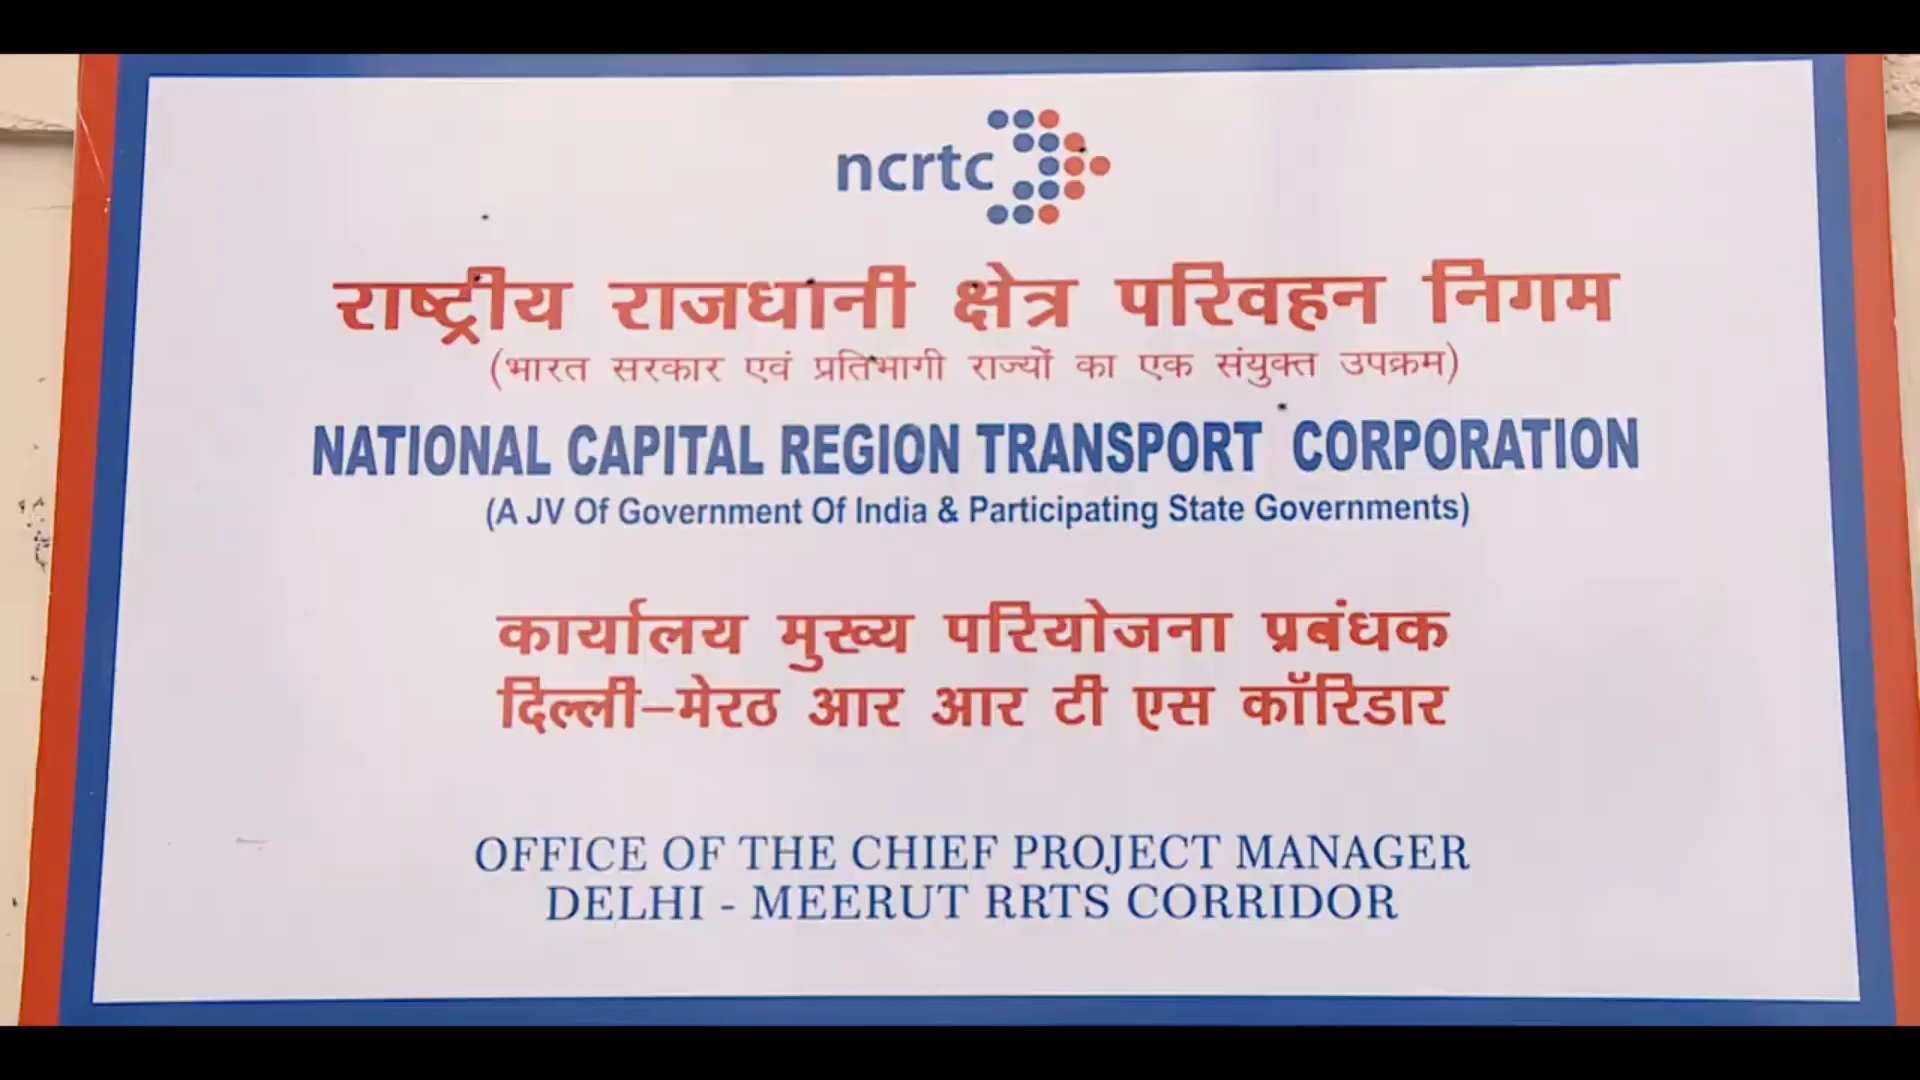 ncrtc
राष्ट्रीय राजधानी क्षेत्र परिवहन निगम
(भारत सरकार एवं प्रतिभागी राज्यों का एक संयुक्त उपक्रम)
NATIONAL CAPITAL REGION TRANSPORT CORPORATION
(A JV Of Government Of India & Participating State Governments)
कार्यालय मुख्य परियोजना प्रबंधक
दिल्ली–मेरठ आर आर टी एस कॉरिडार
OFFICE OF THE CHIEF PROJECT MANAGER
DELHI - MEERUT RRTS CORRIDOR